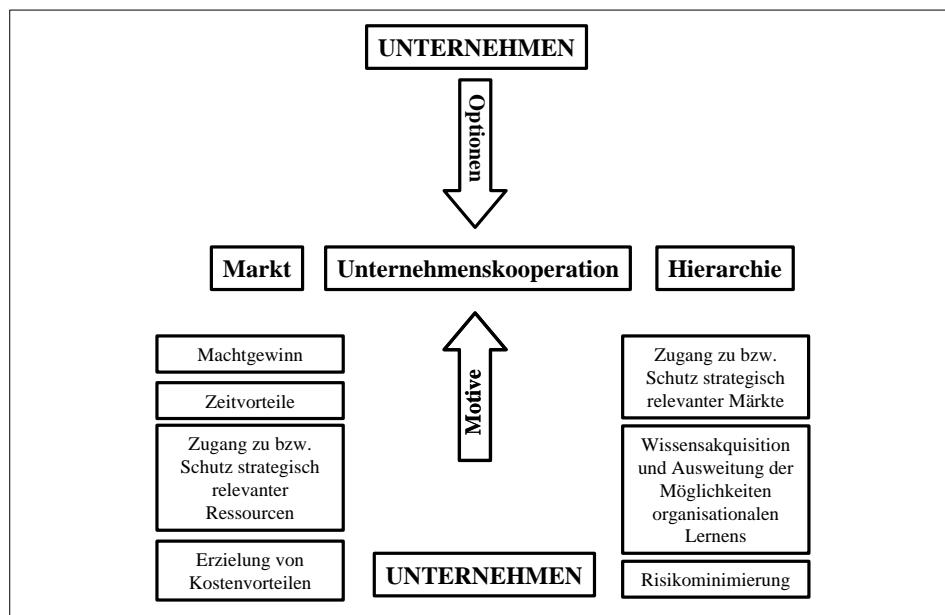 UNTERNEHMEN
Optionen
Markt
Unternehmenskooperation
Hierarchie
Machtgewinn
Zeitvorteile
Zugang zu bzw.
Schutz strategisch
relevanter
Ressourcen
Erzielung von
Kostenvorteilen
Motive
UNTERNEHMEN
Zugang zu bzw.
Schutz strategisch
relevanter Märkte
Wissensakquisition
und Ausweitung der
Möglichkeiten
organisationalen
Lernens
Risikominimierung